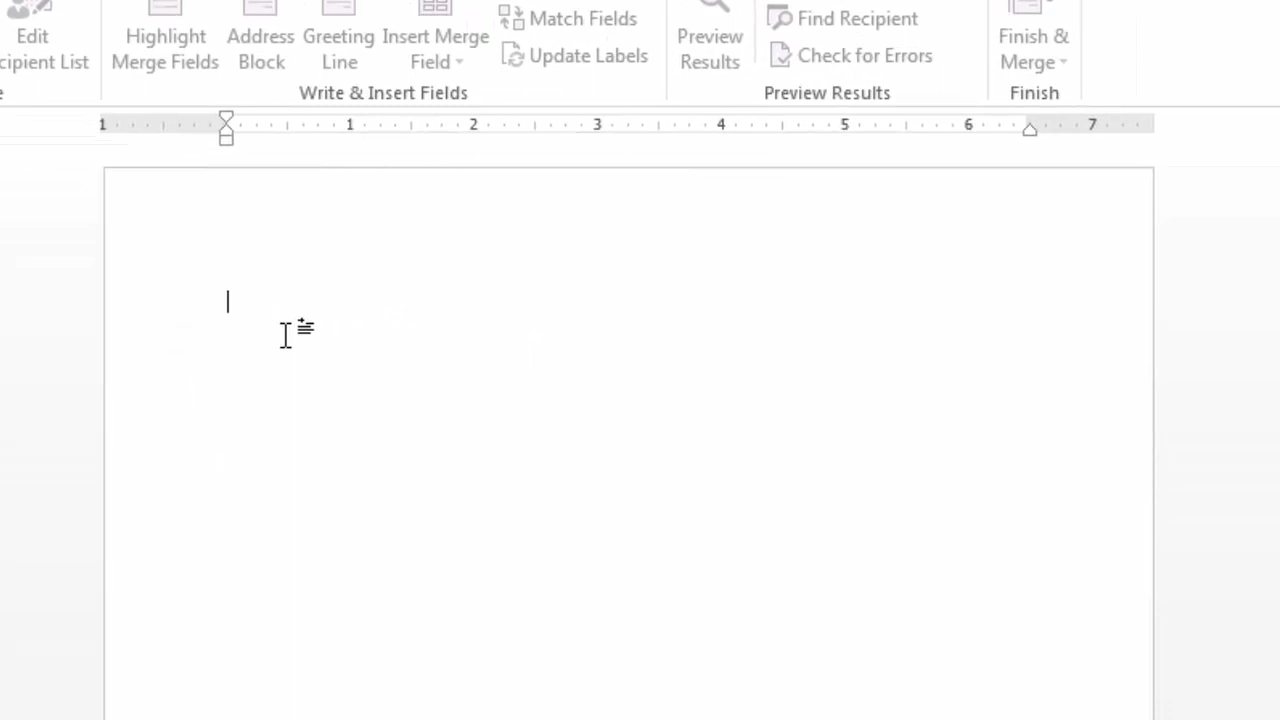 Edit
cipient List
Highlight
Merge Fields
Address
Block
Greeting
Line
Insert Merge
Field
Match Fields
Update Labels
Preview
Results
Find Recipient
Check for Errors
Finish &
Merge
e
Write & Insert Fields
Preview Results
Finish
1 1 2 3 4 5 6 7